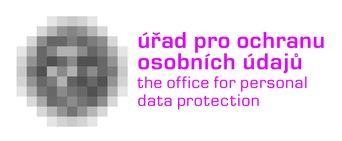 úřad pro ochranu
osobních údajů
the office for personal
data protection